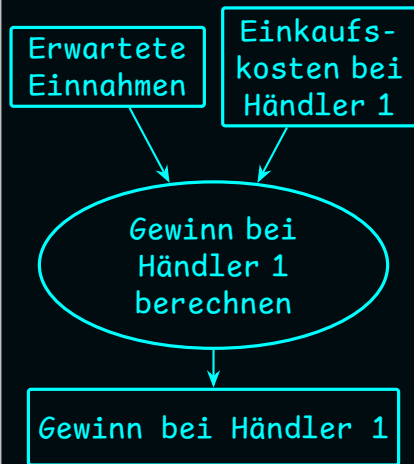 Erwartete
Einnahmen
Einkaufs-
kosten bei
Händler 1
Gewinn bei
Händler 1
berechnen
Gewinn bei Händler 1